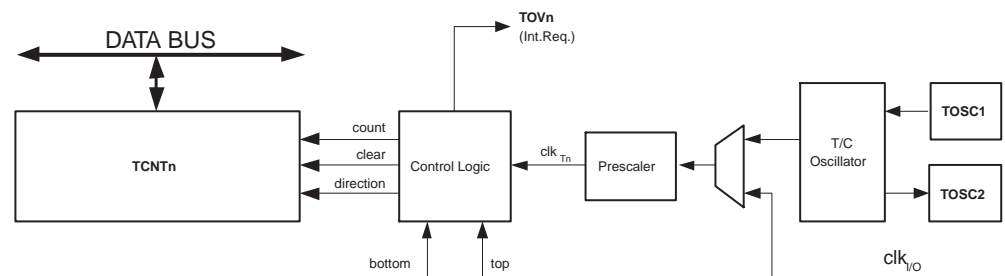 TOVn
(Int.Req.)
DATA BUS
TOSC1
count
T/C
Oscillator
TCNTn
clear
Control Logic
clk Tn
Prescaler
direction
TOSC2
bottom
top
clk I/O